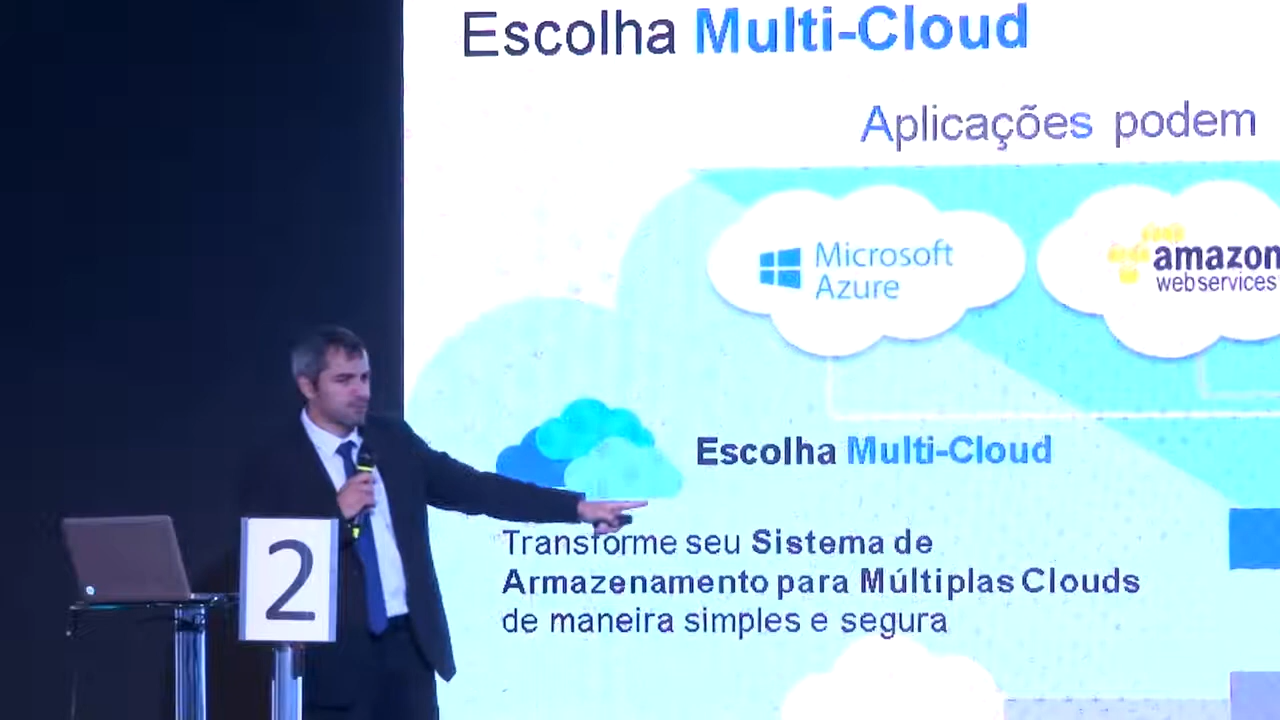 Escolha Multi-Cloud
Aplicações podem
Microsoft
Azure
amazon
webservices
Escolha Multi-Cloud
Transforme seu Sistema de
Armazenamento para Múltiplas Clouds
de maneira simples e segura
2